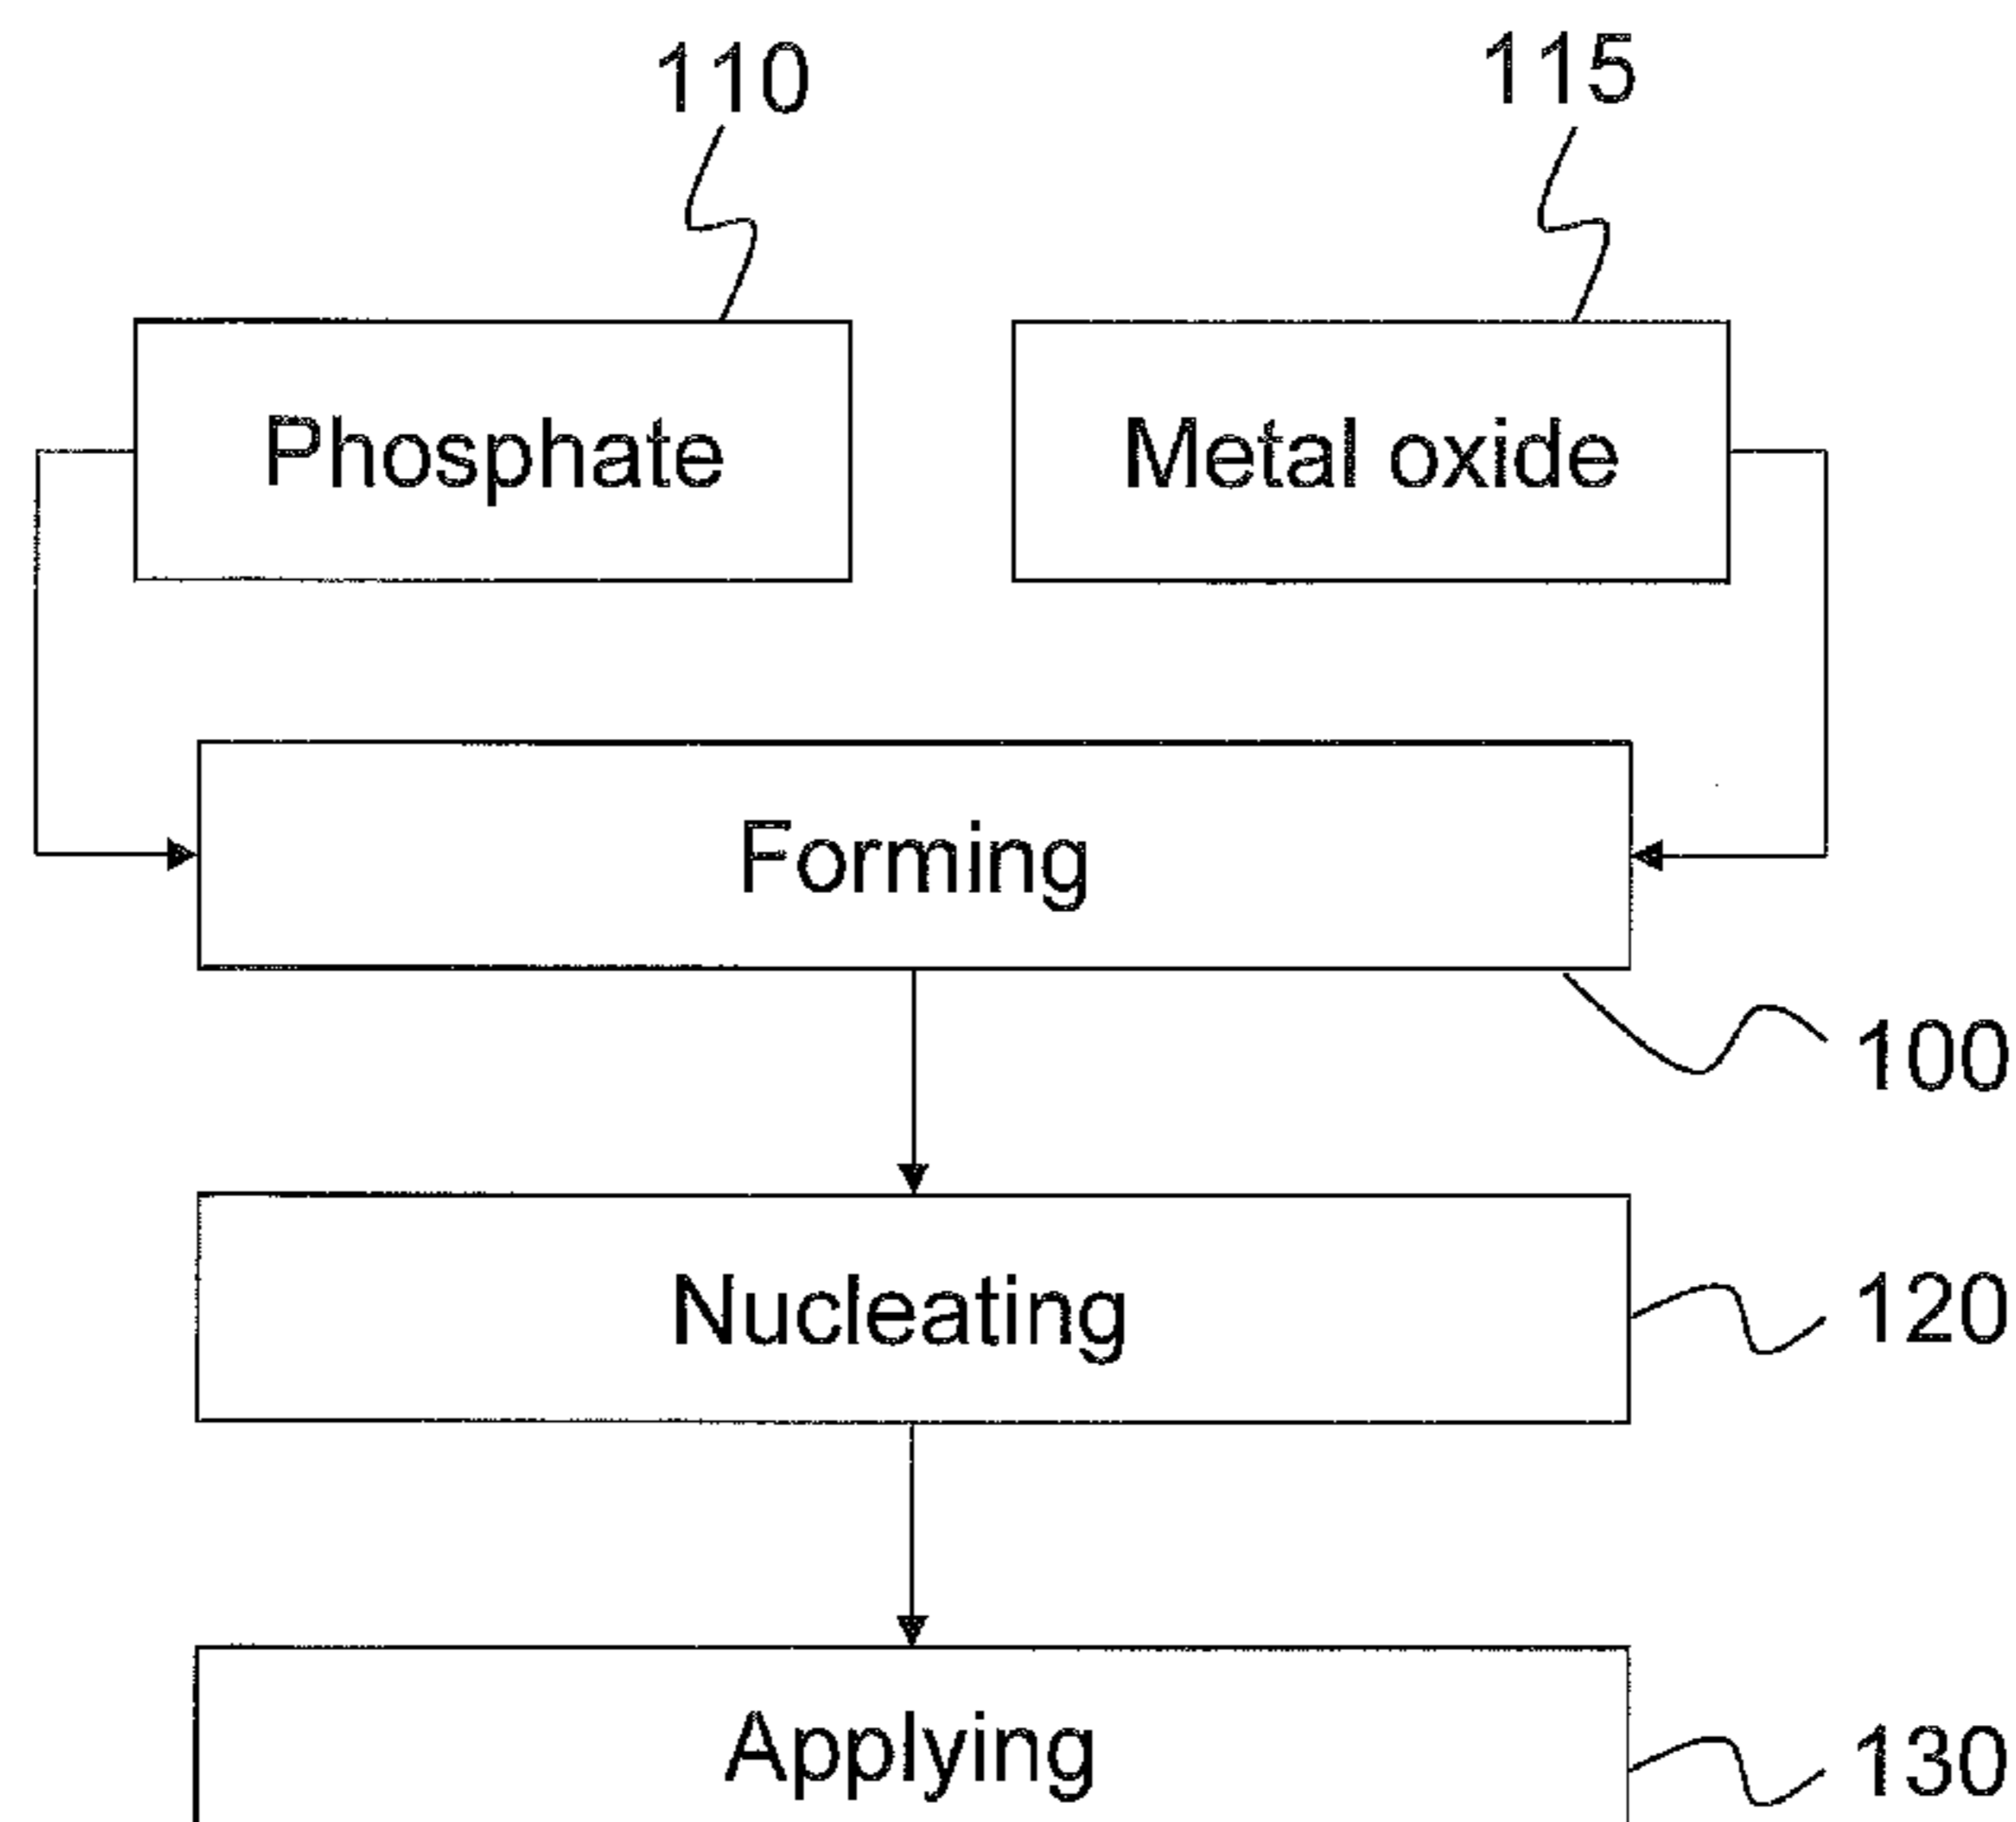 110
115
Phosphate
Metal oxide
Forming
100
Nucleating
120
Applying
130